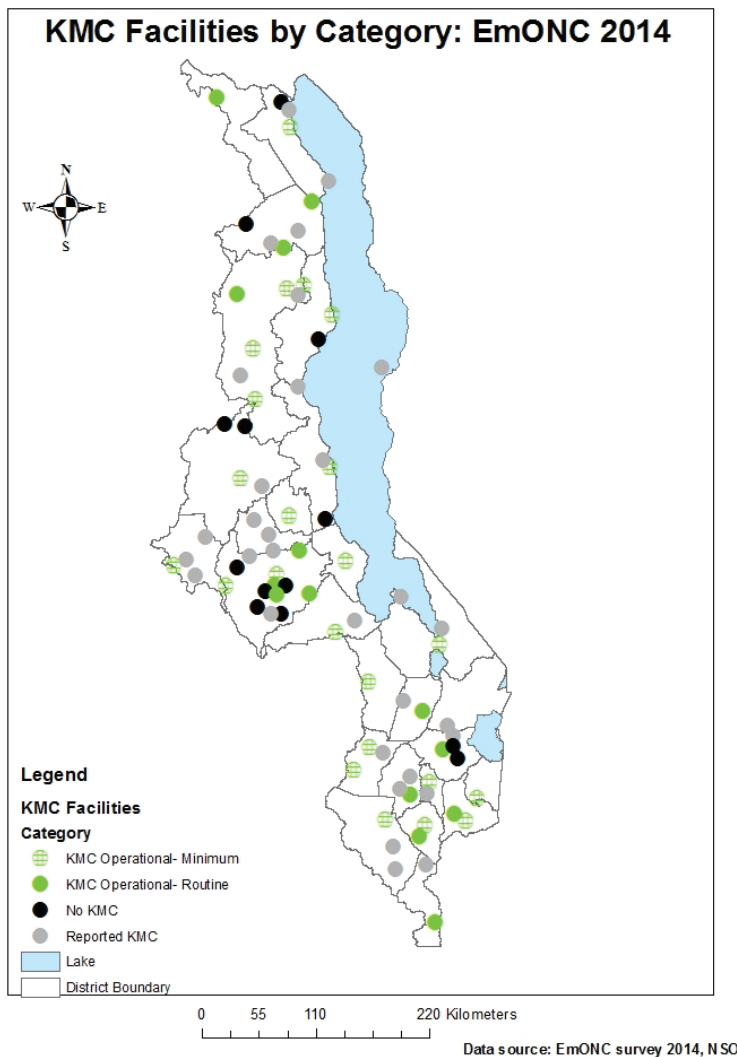 KMC Facilities by Category: EmONC 2014
N
W E
S
Legend
KMC Facilities
Category
KMC Operational- Minimum
KMC Operational- Routine
No KMC
Reported KMC
Lake
District Boundary
0 55 110 220 Kilometers
Data source: EmONC survey 2014, NSO